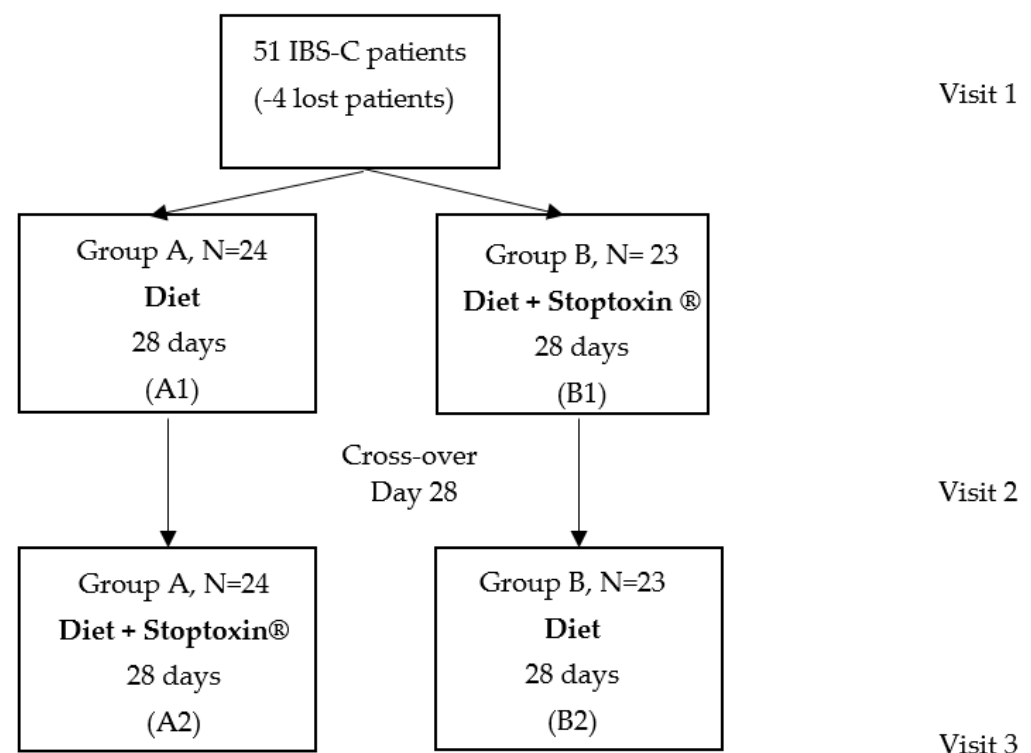 51 IBS-C patients
(-4 lost patients)
Visit 1
Group A, N=24
Diet
28 days
(A1)
Group B, N= 23
Diet + Stoptoxin ®
28 days
(B1)
Cross-over
Day 28
Visit 2
Group A, N=24
Diet + Stoptoxin®
28 days
(A2)
Group B, N=23
Diet
28 days
(B2)
Visit 3